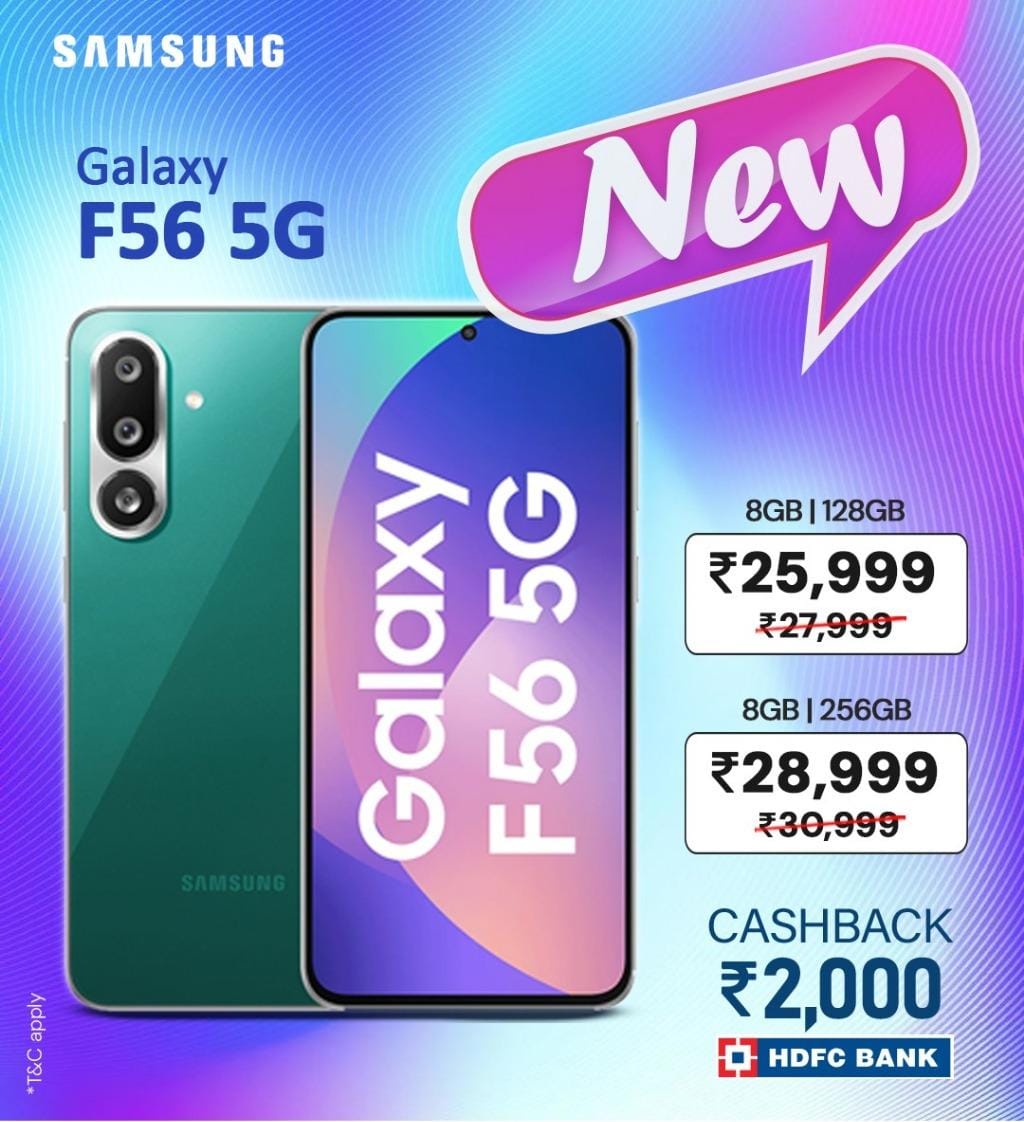 SAMSUNG
Galaxy
F56 5G
New
Galaxy
F56 5G
SAMSUNG
8GB | 128GB
₹25,999
₹27,999
8GB | 256GB
₹28,999
₹30,999
CASHBACK
₹2,000
HDFC BANK
*T&C apply